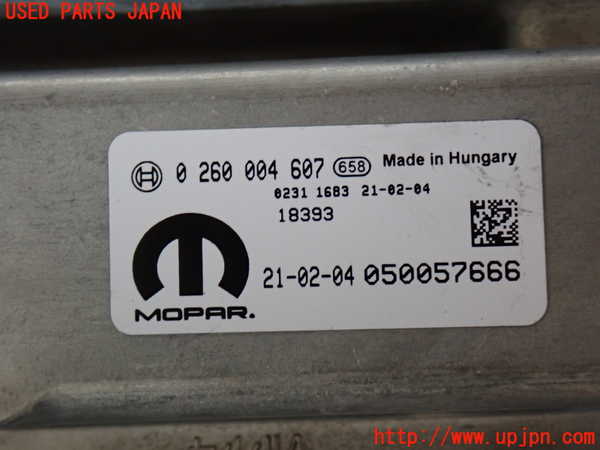 USED PARTS JAPAN
0 260 004 607 658 Made in Hungary
0231 1683 21-02-04
18393
21-02-04 050057666
MOPAR.
http://www.upjpn.com/